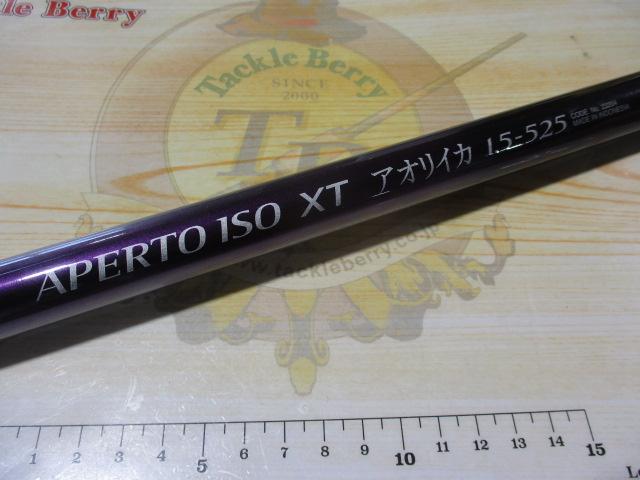 kle Berry
Tackle Berry
SINCE
2000
T.B
APERTO ISO XT アオリイカ 1.5-525
MADE IN INDONESIA
www.tackleberry.co.jp
1 2 3 4 5 6 7 8 9 10 11 12 13 14 15